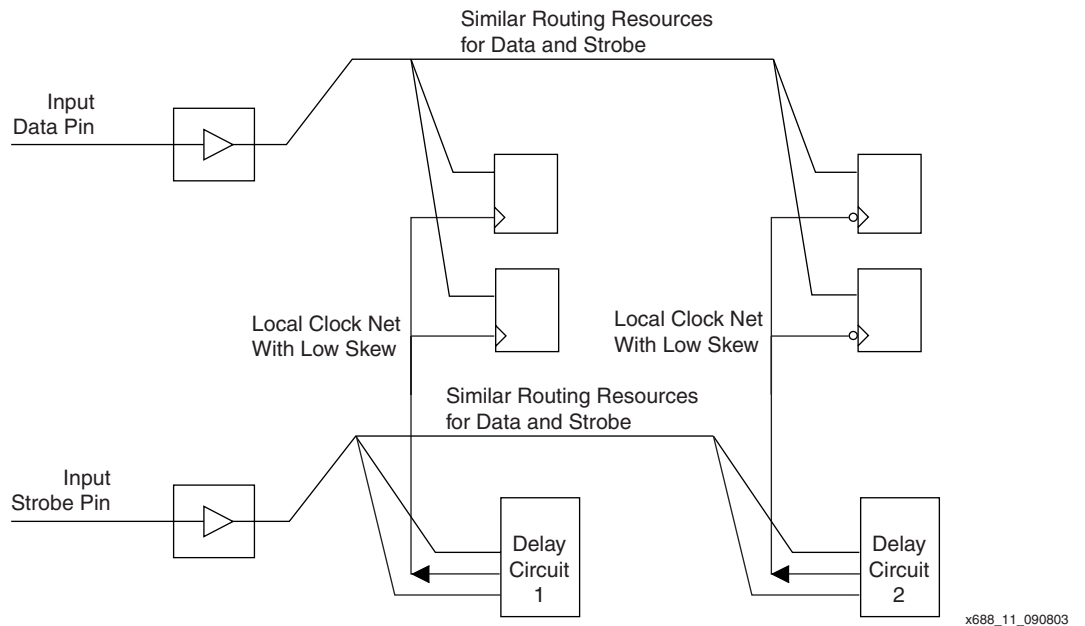 Similar Routing Resources
for Data and Strobe
Input
Data Pin
Local Clock Net
With Low Skew
Local Clock Net
With Low Skew
Similar Routing Resources
for Data and Strobe
Input
Strobe Pin
Delay
Circuit
1
Delay
Circuit
2
x688_11_090803